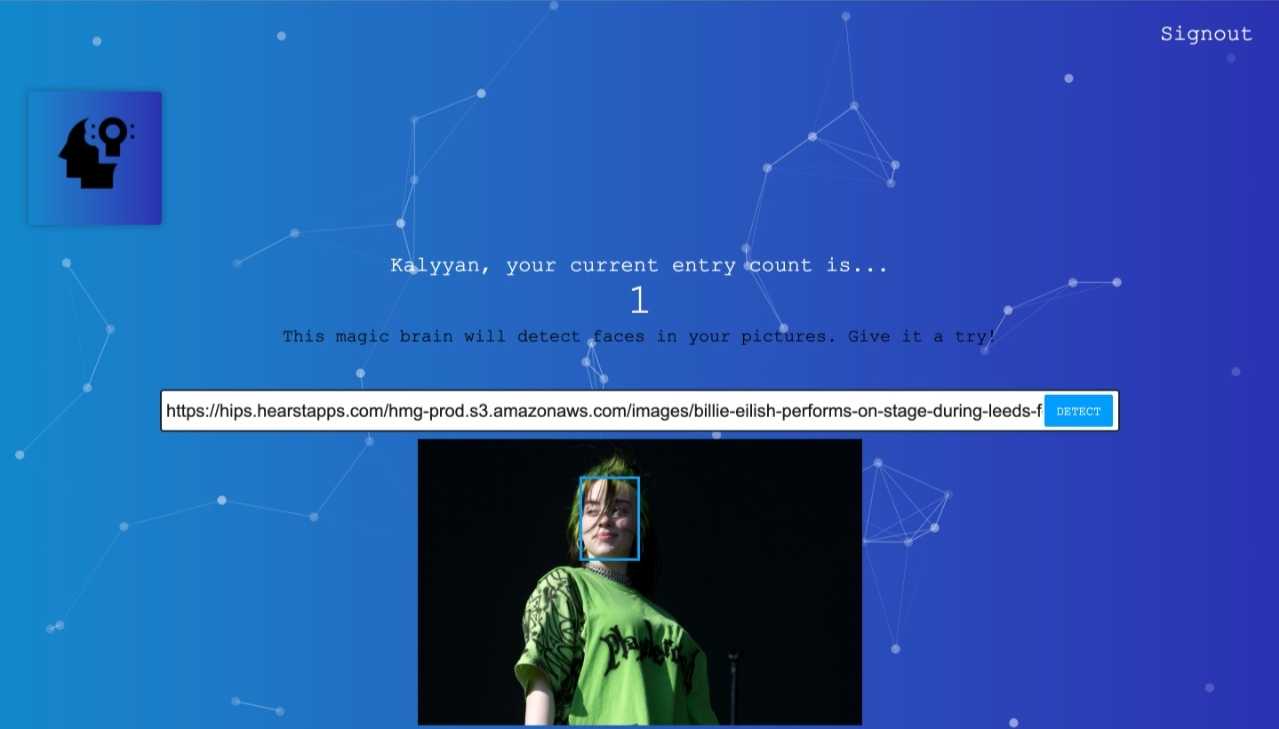 Signout
Kalyyan, your current entry count is...
1
This magic brain will detect faces in your pictures. Give it a try!
https://hips.hearstapps.com/hmg-prod.s3.amazonaws.com/images/billie-eilish-performs-on-stage-during-leeds-f
DETECT